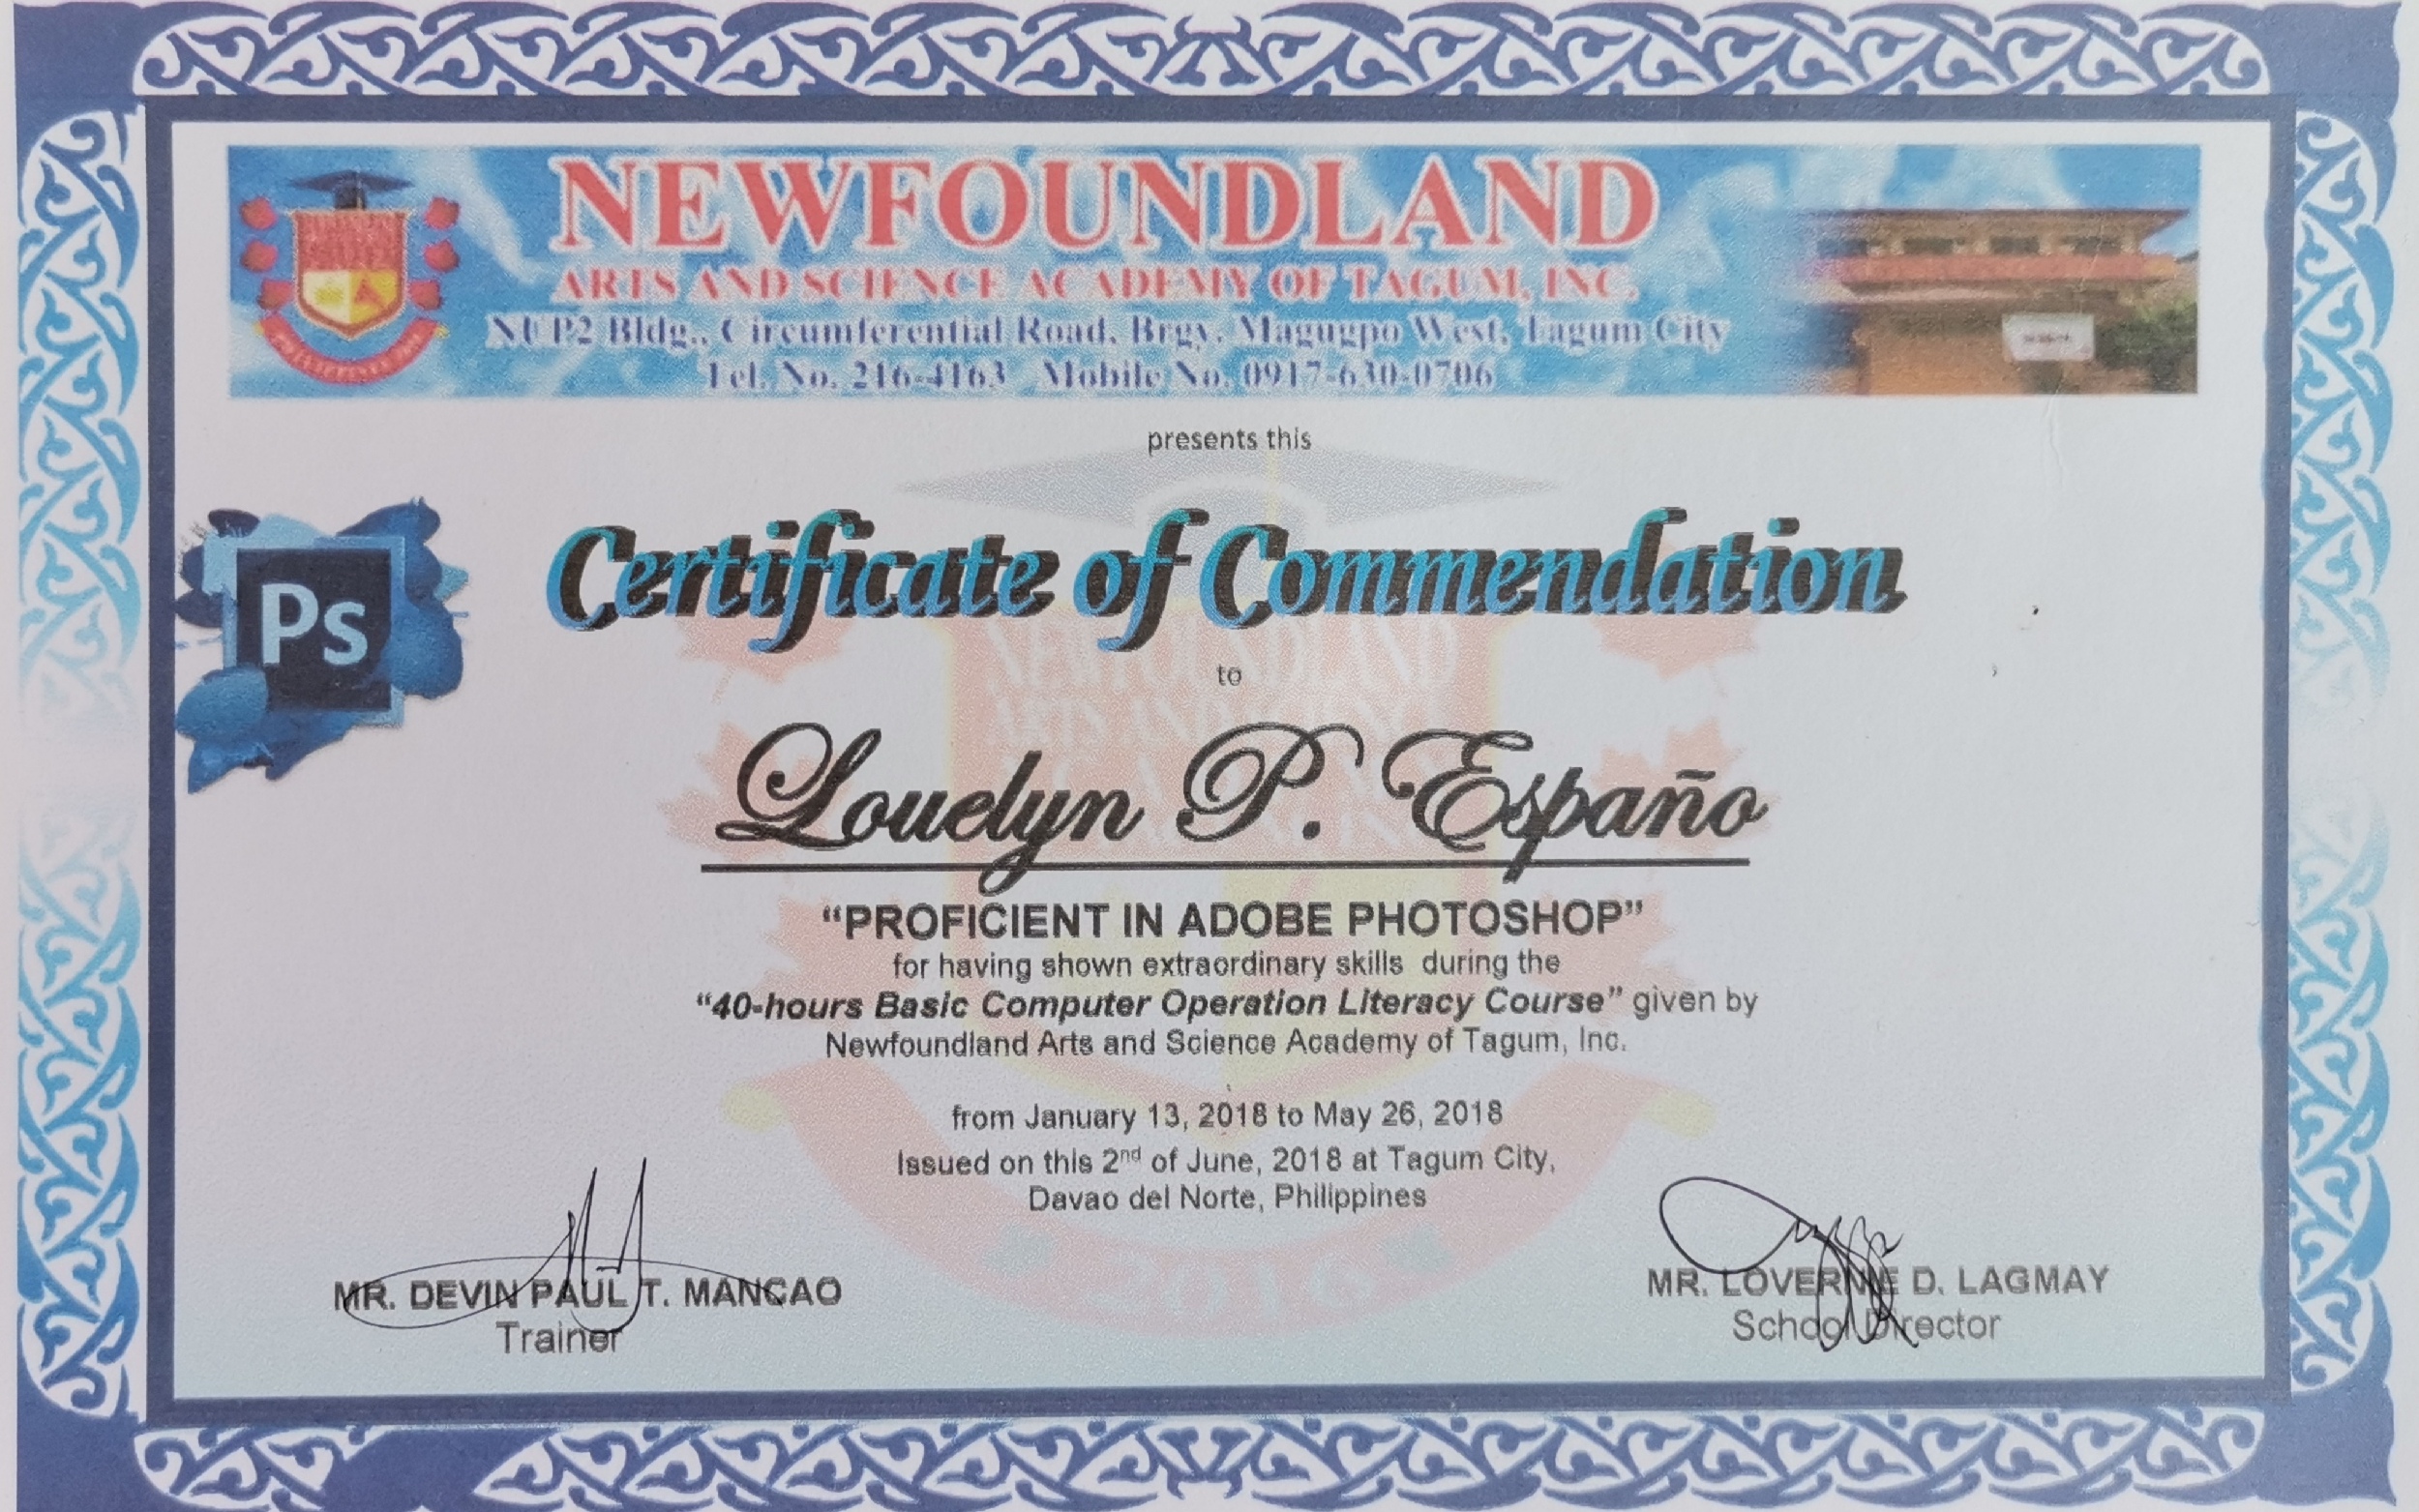 NEWFOUNDLAND
ARTS AND SCIENCE ACADEMY OF TAGUM, INC.
NUP2 Bldg., Circumferential Road, Brgy. Magugpo West, Tagum City
Tel. No. 216-4163 Mobile No. 0917-630-0706
presents this
Certificate of Commendation
Ps
to
Louelyn P. Españo
“PROFICIENT IN ADOBE PHOTOSHOP”
for having shown extraordinary skills during the
“40-hours Basic Computer Operation Literacy Course” given by
Newfoundland Arts and Science Academy of Tagum, Inc.
from January 13, 2018 to May 26, 2018
Issued on this 2nd of June, 2018 at Tagum City,
Davao del Norte, Philippines
MR. DEVIN PAUL T. MANCAO
Trainer
MR. LOVERNIE D. LAGMAY
School Director